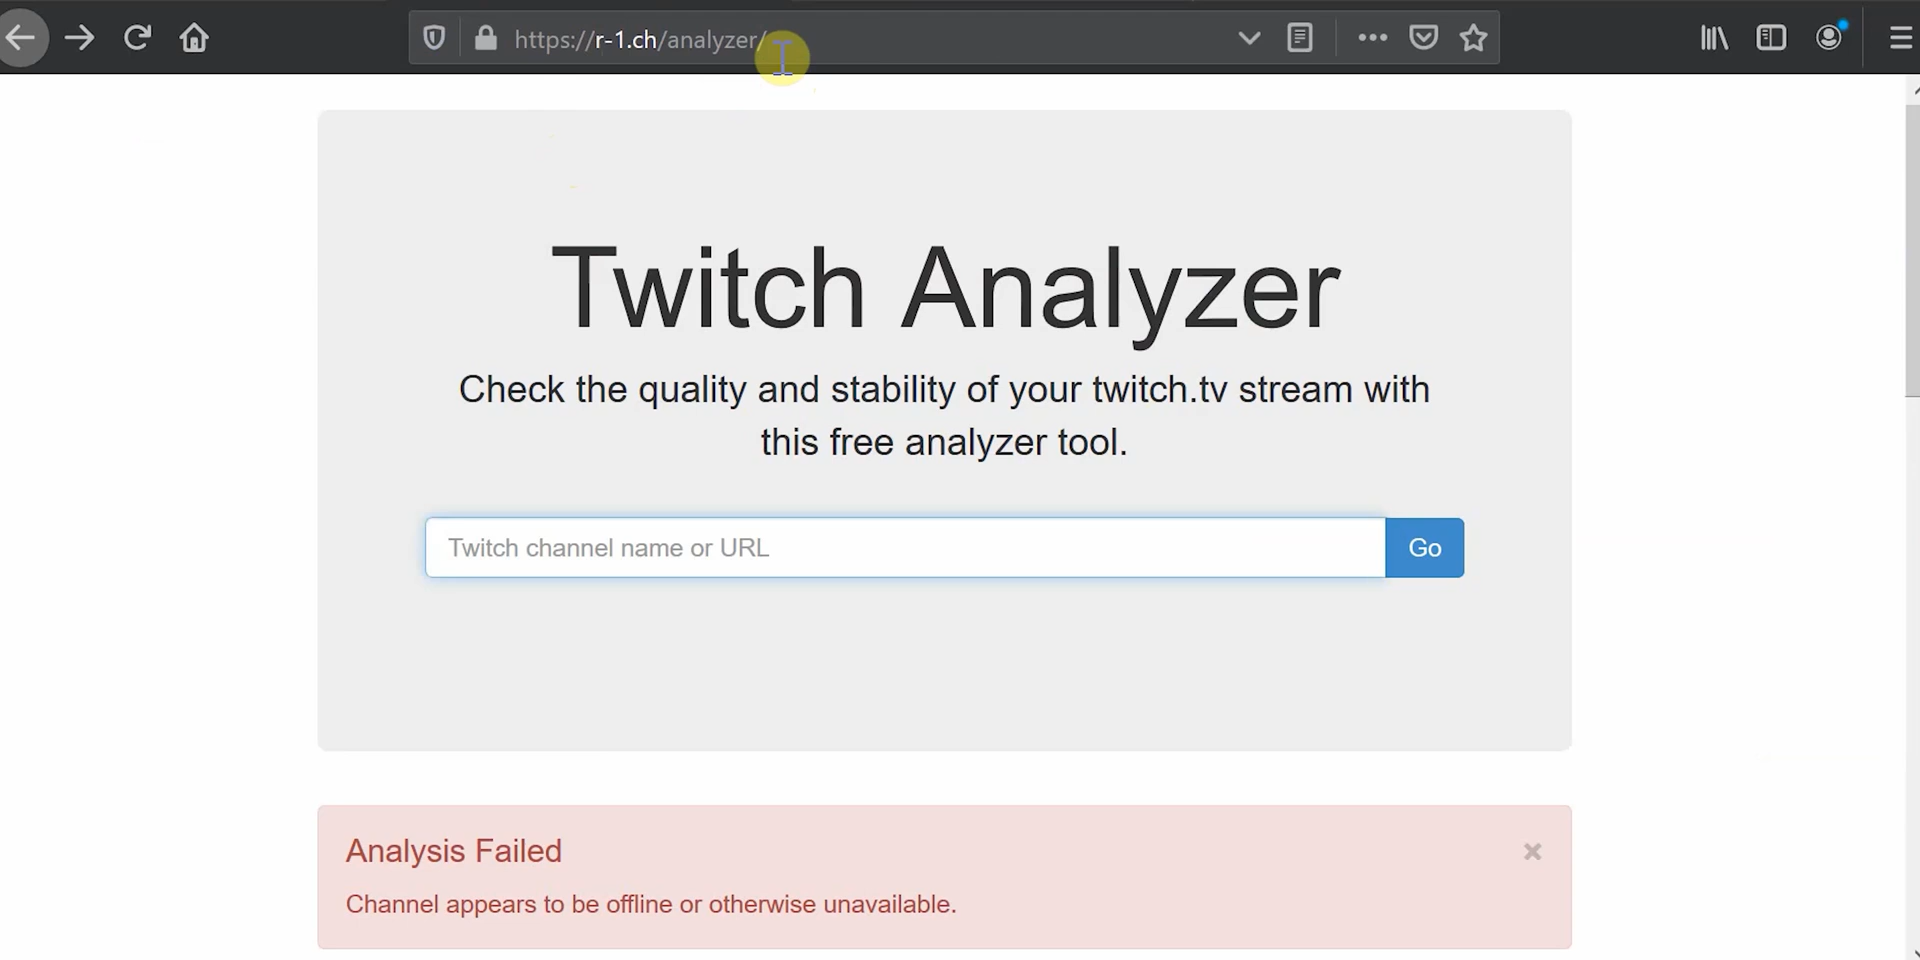 https://r-1.ch/analyzer/
Twitch Analyzer
Check the quality and stability of your twitch.tv stream with
this free analyzer tool.
Twitch channel name or URL
Go
Analysis Failed
×
Channel appears to be offline or otherwise unavailable.